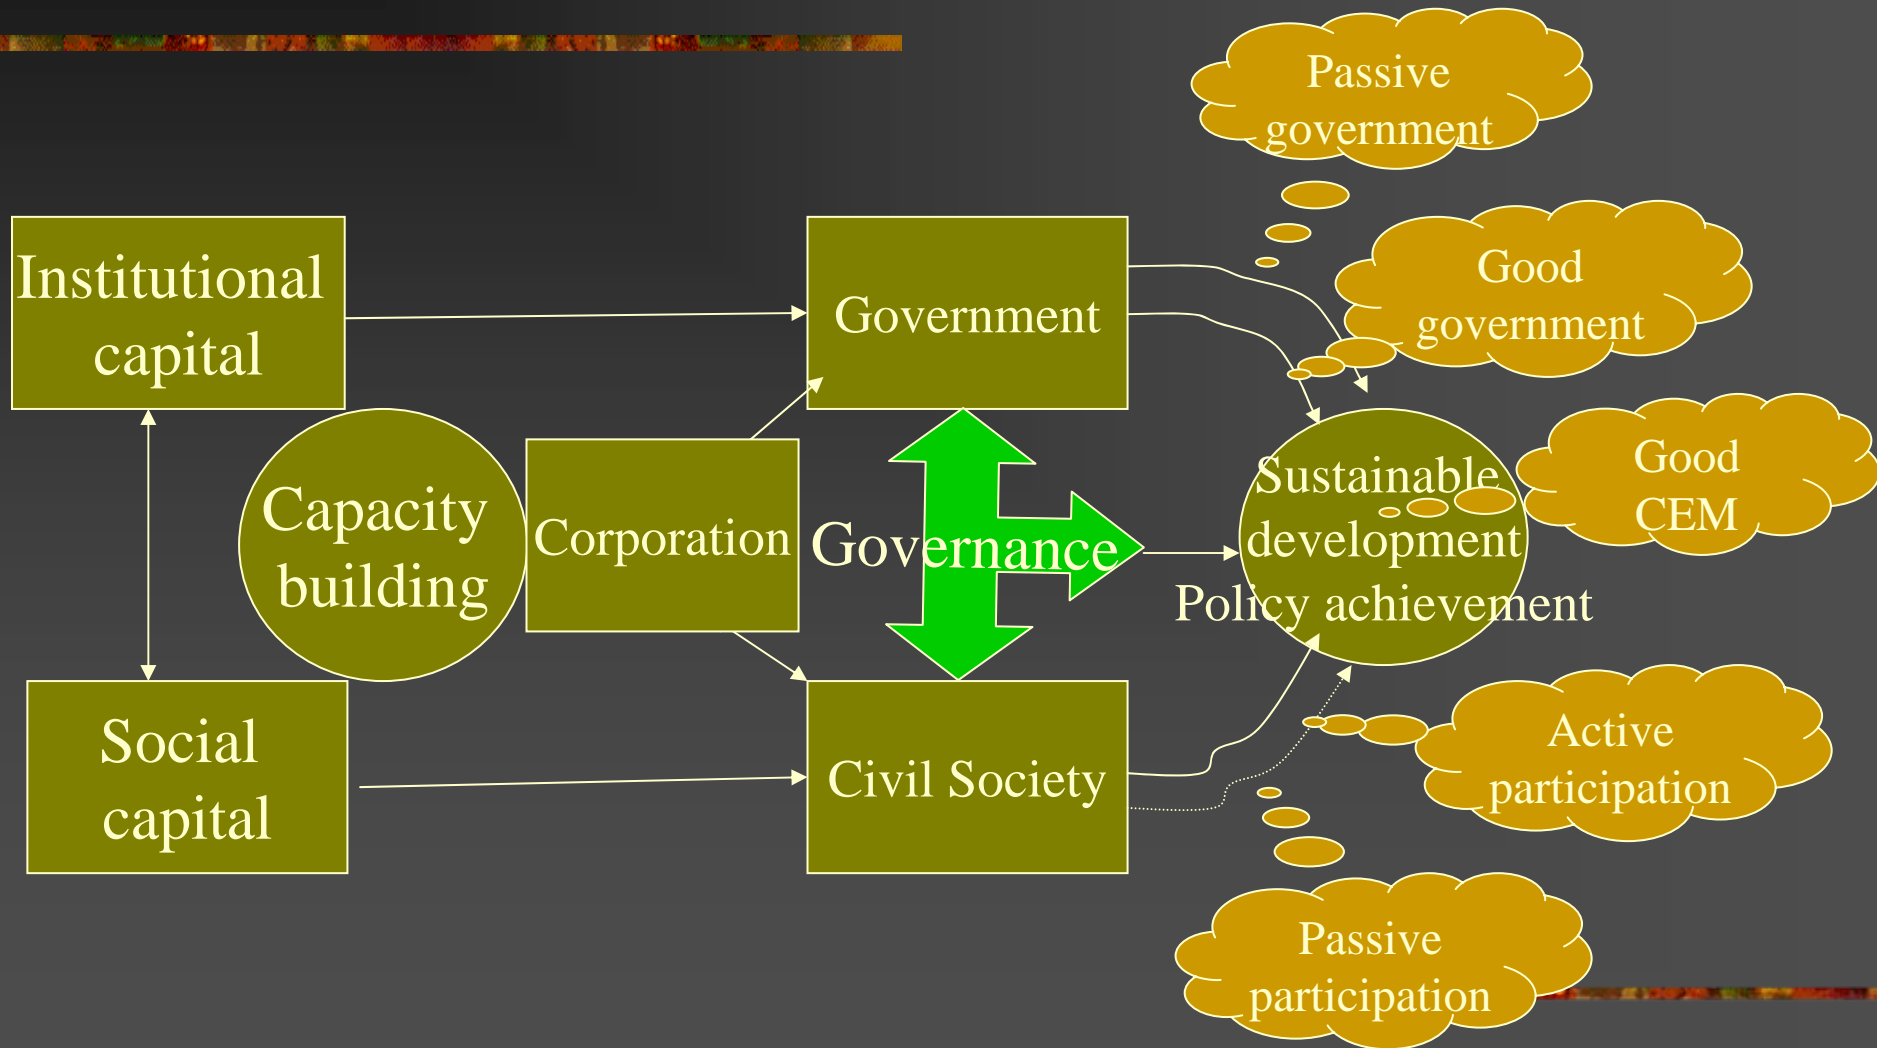 Passive
government
Institutional
capital
Government
Good
government
Capacity
building
Corporation
Governance
Sustainable
development
Policy achievement
Good
CEM
Social
capital
Civil Society
Active
participation
Passive
participation